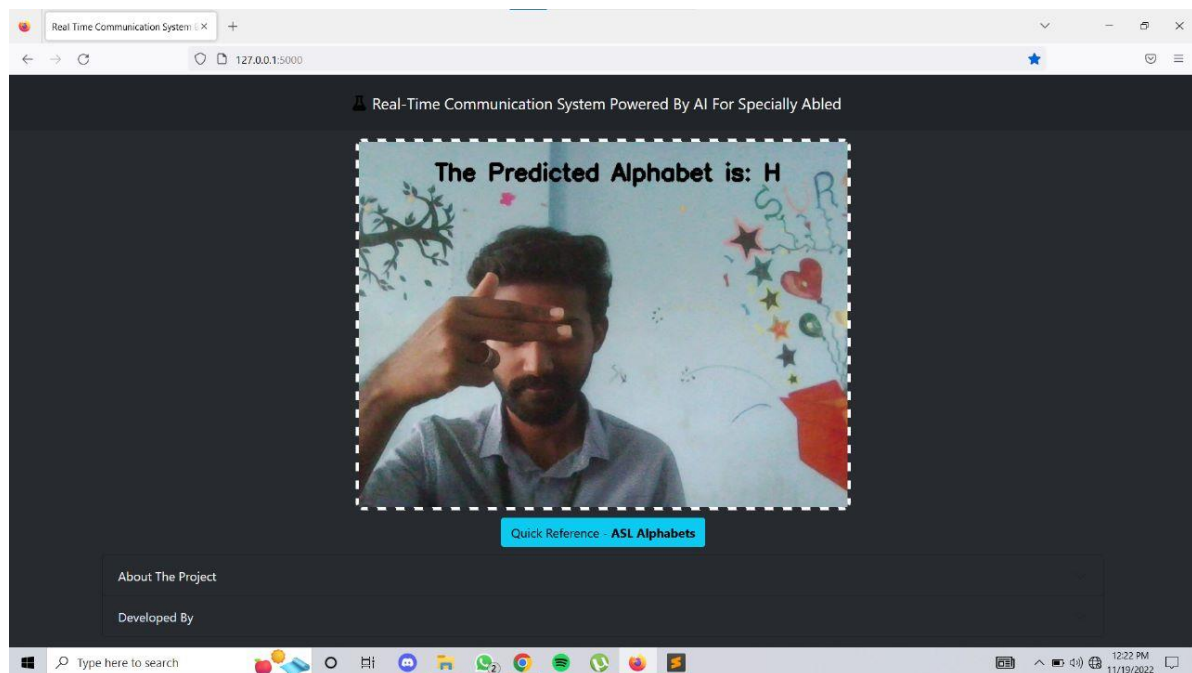 Real Time Communication System
127.0.0.1:5000
Real-Time Communication System Powered By AI For Specially Abled
The Predicted Alphabet is: H
SUR
Quick Reference - ASL Alphabets
About The Project
Developed By
Type here to search
2
12:22 PM
11/19/2022